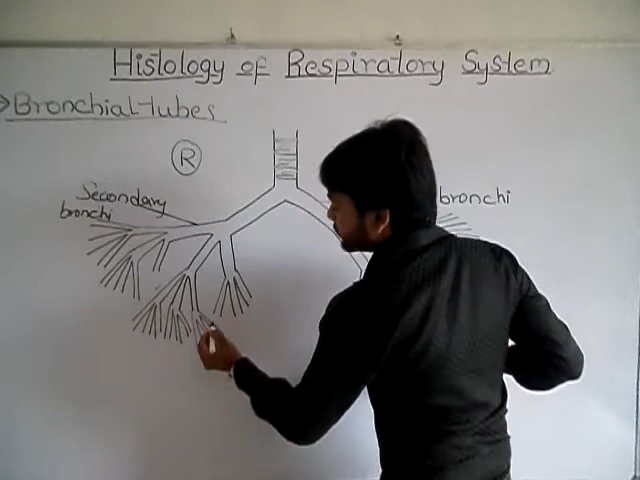 Histology of Respiratory System
>Bronchial tubes
R
Secondary
bronchi
bronchi